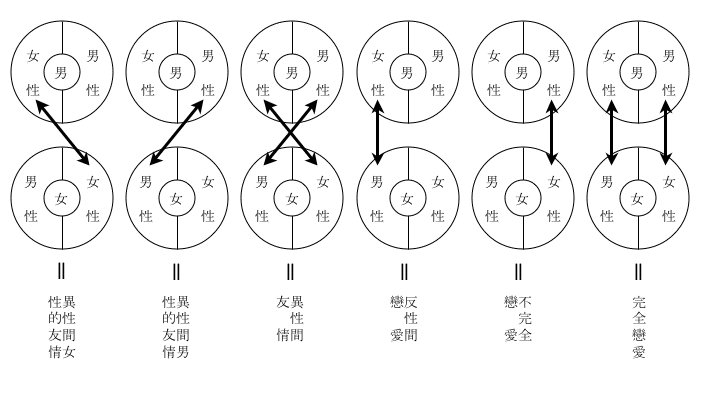 女性
男
男性
男性
女
女性
||
異性間女
性的友情
女性
男
男性
男性
女
女性
||
異性間男
性的友情
女性
男
男性
男性
女
女性
||
異性間
友情
女性
男
男性
男性
女
女性
||
反性間
戀愛
女性
男
男性
男性
女
女性
||
不完全
戀愛
女性
男
男性
男性
女
女性
||
完全戀愛